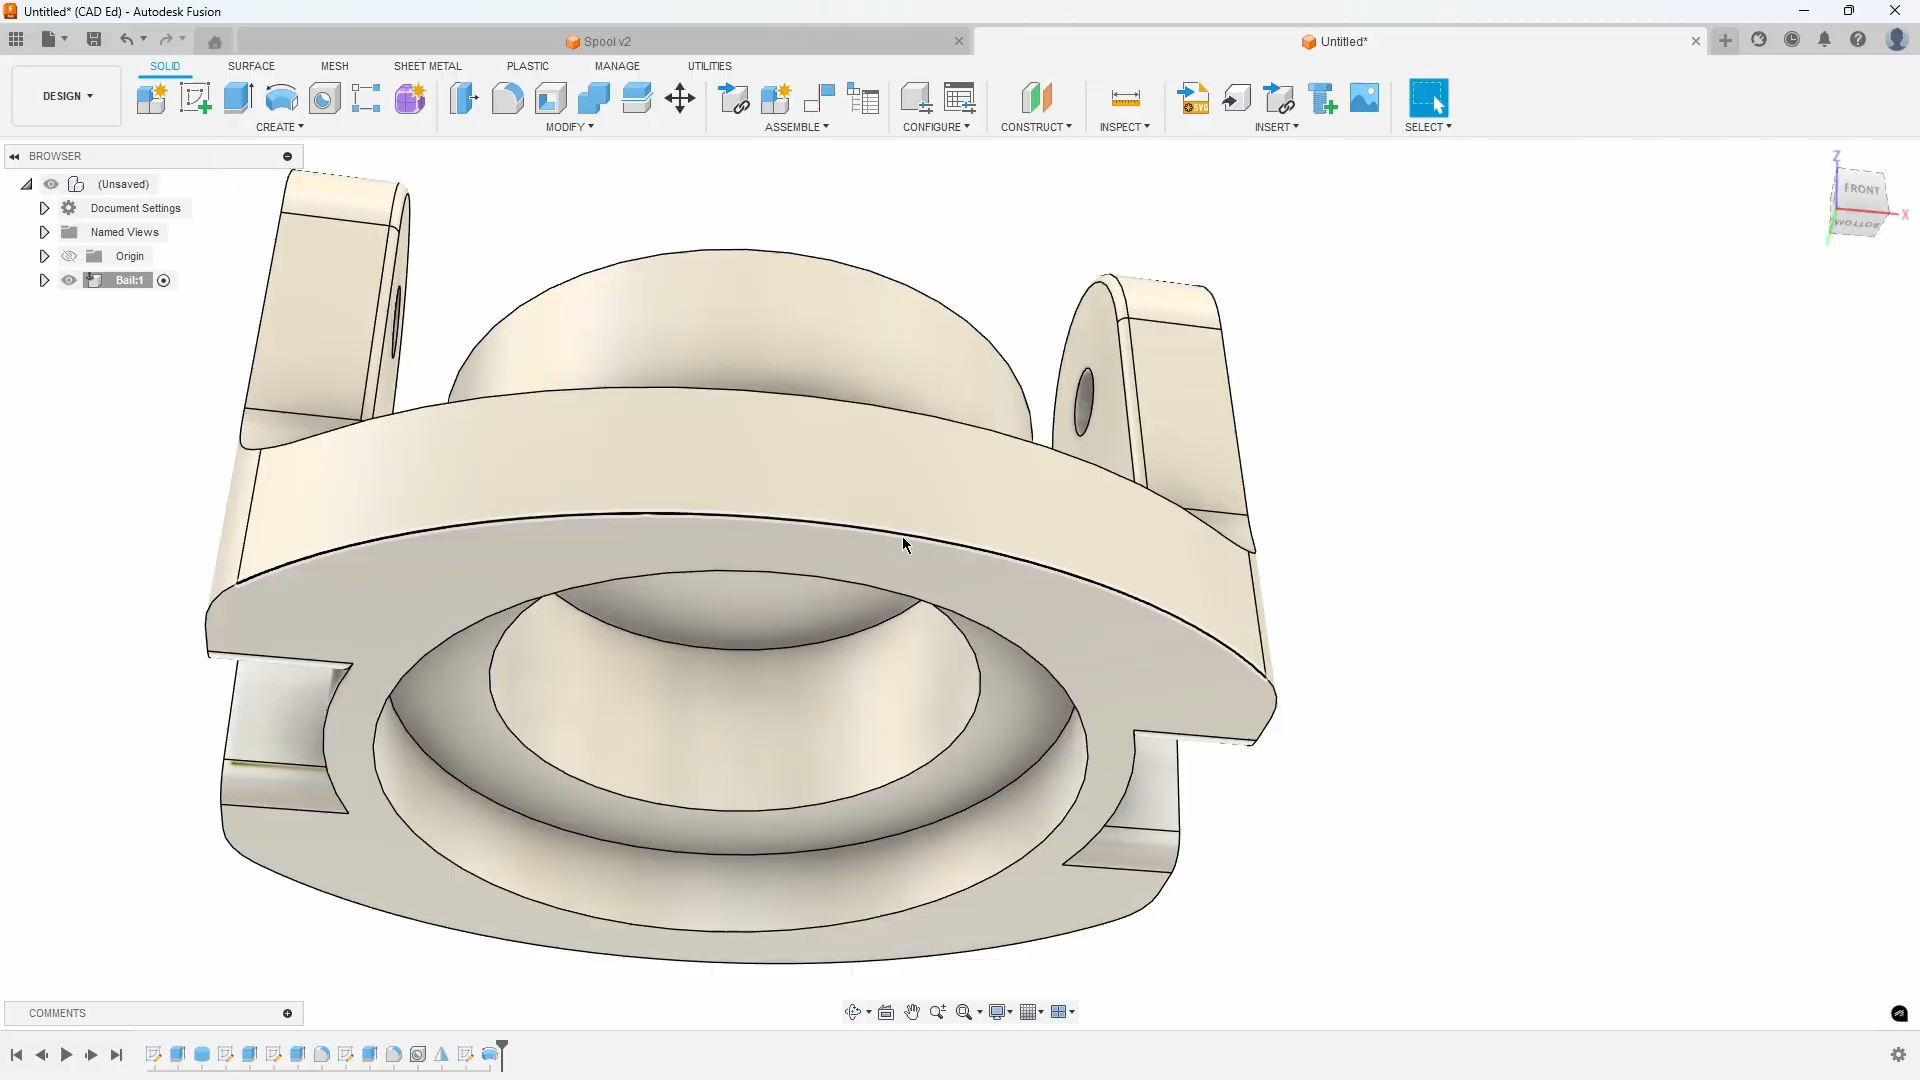 Untitled* (CAD Ed) - Autodesk Fusion
Spool v2
Untitled*
DESIGN
SOLID
SURFACE
MESH
SHEET METAL
PLASTIC
MANAGE
UTILITIES
CREATE
MODIFY
ASSEMBLE
CONFIGURE
CONSTRUCT
INSPECT
INSERT
SELECT
SVG
BROWSER
(Unsaved)
Document Settings
Named Views
Origin
Bail:1
Z
FRONT
X
BOTTOM
COMMENTS